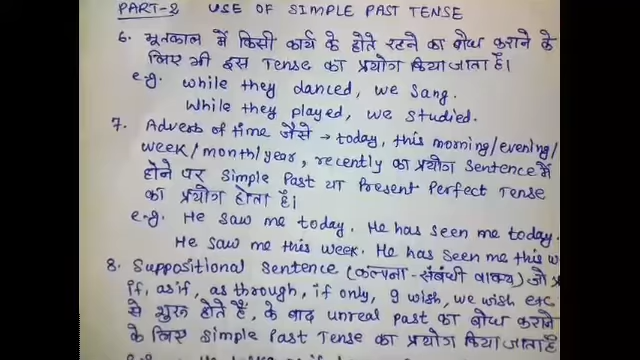 PART-2 USE OF SIMPLE PAST TENSE
6. भूतकाल में किसी कार्य के होते रहने का बोध कराने के
लिए भी इस Tense का प्रयोग किया जाता है।
e.g. While they danced, we sang.
While they played, we studied.
7. Adverb of time जैसे → today, this morning/evening/
week/month/year, recently का प्रयोग Sentence में
होने पर Simple Past या Present Perfect Tense
का प्रयोग होता है।
e.g. He saw me today. He has seen me today.
He saw me this week. He has seen me this w
8. Suppositional Sentence (कल्पना-संबंधी वाक्य) जो
if, as if, as through, if only, I wish, we wish etc
से शुरू होते हैं, के बाद unreal past का बोध कराने
के लिए Simple Past Tense का प्रयोग किया जाता है